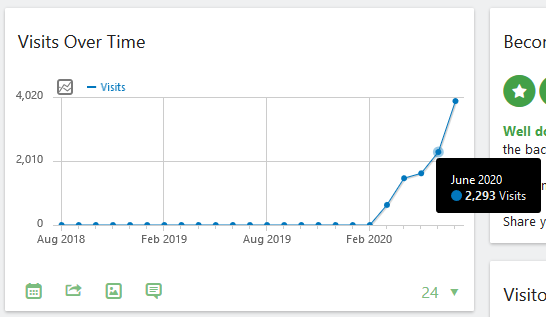 Visits Over Time
Visits
4,020
2,010
0
Aug 2018
Feb 2019
Aug 2019
Feb 2020
June 2020
2,293 Visits
24
Becor
Well do
the bac
Share y
Visito